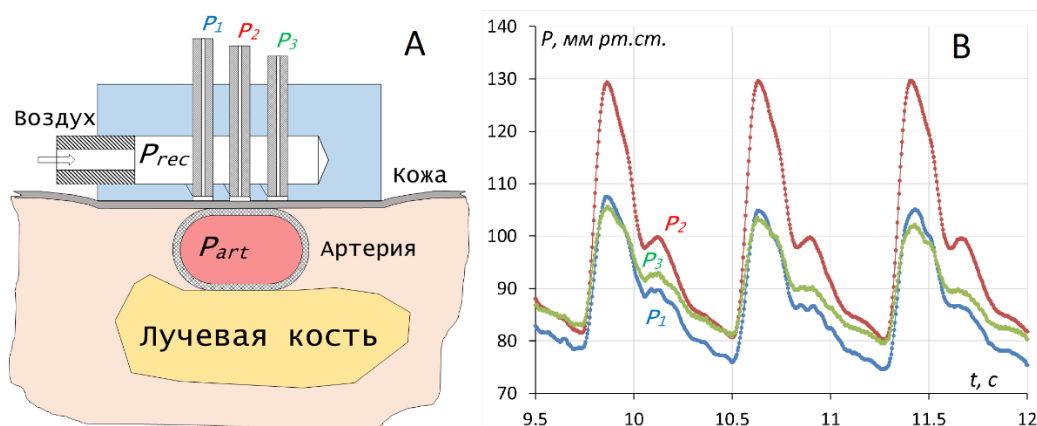 P1 P2 P3
A
Воздух
Prec
Кожа
Part
Артерия
Лучевая кость
P, мм рт.ст.
B
130
120
110
100
90
80
70
P2
P3
P1
t, c
9.5 10 10.5 11 11.5 12